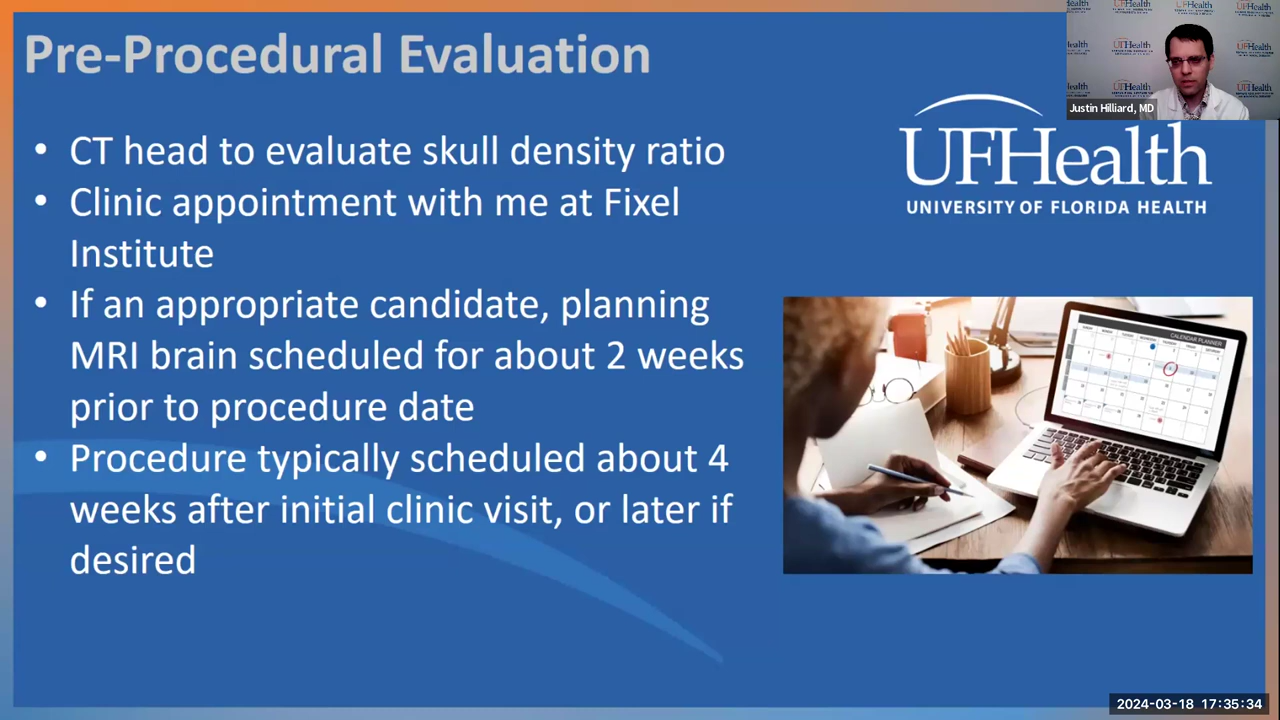 Pre-Procedural Evaluation
• CT head to evaluate skull density ratio
• Clinic appointment with me at Fixel
Institute
• If an appropriate candidate, planning
MRI brain scheduled for about 2 weeks
prior to procedure date
• Procedure typically scheduled about 4
weeks after initial clinic visit, or later if
desired
Justin Hilliard, MD
UFHealth
UNIVERSITY OF FLORIDA HEALTH
CALENDAR PLANNER
2024-03-18 17:35:34